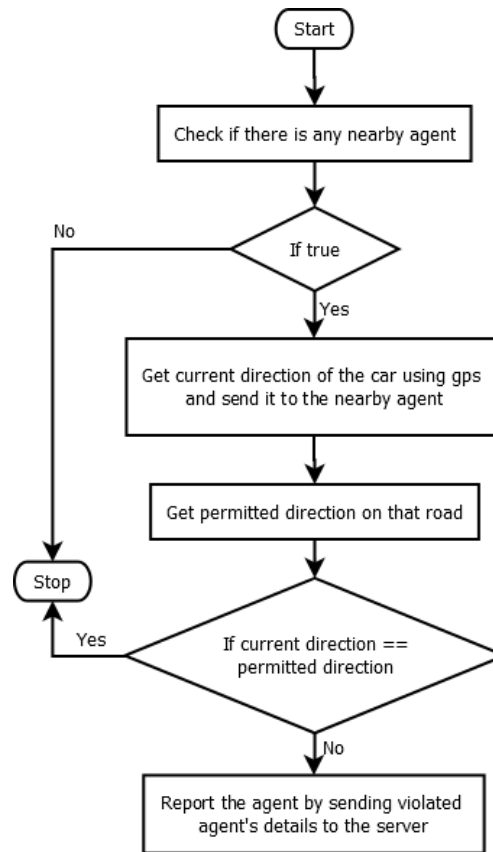 Start
Check if there is any nearby agent
No
If true
Yes
Get current direction of the car using gps
and send it to the nearby agent
Get permitted direction on that road
Stop
Yes
If current direction ==
permitted direction
No
Report the agent by sending violated
agent's details to the server